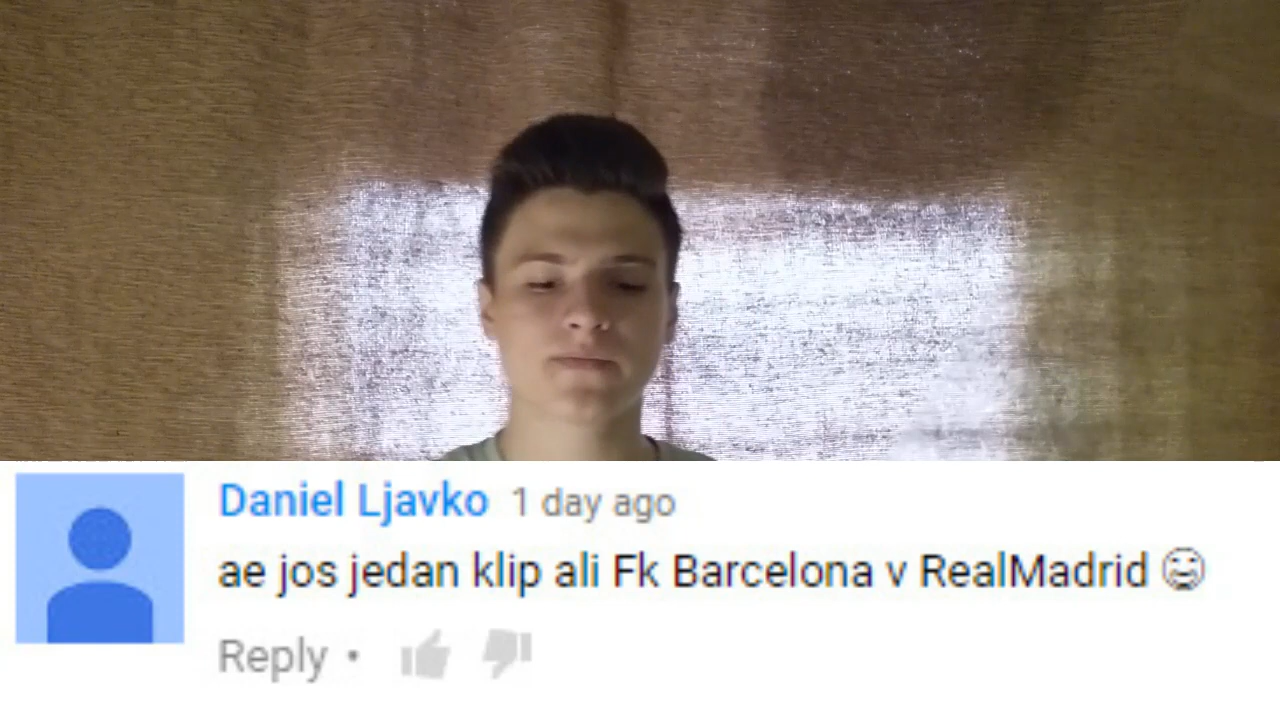 Daniel Ljavko 1 day ago
ae jos jedan klip ali Fk Barcelona v RealMadrid 😄
Reply •